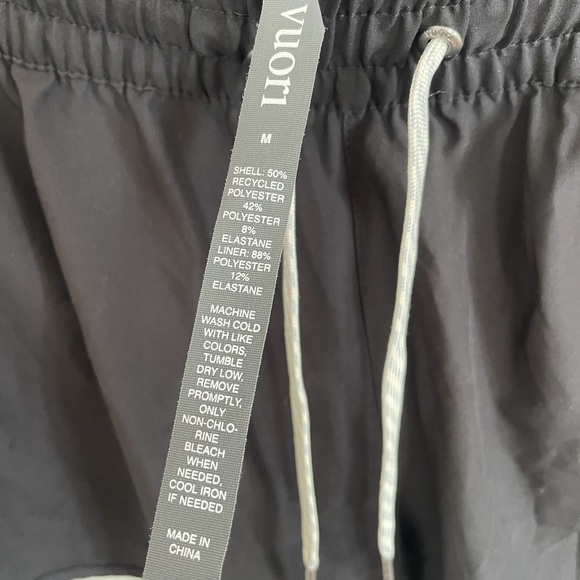 vuori
M
SHELL: 50%
RECYCLED
POLYESTER
42%
POLYESTER
8%
ELASTANE
LINER: 88%
POLYESTER
12%
ELASTANE
MACHINE
WASH COLD
WITH LIKE
COLORS,
TUMBLE
DRY LOW,
REMOVE
PROMPTLY,
ONLY
NON-CHLO-
RINE
BLEACH
WHEN
NEEDED,
COOL IRON
IF NEEDED
MADE IN
CHINA